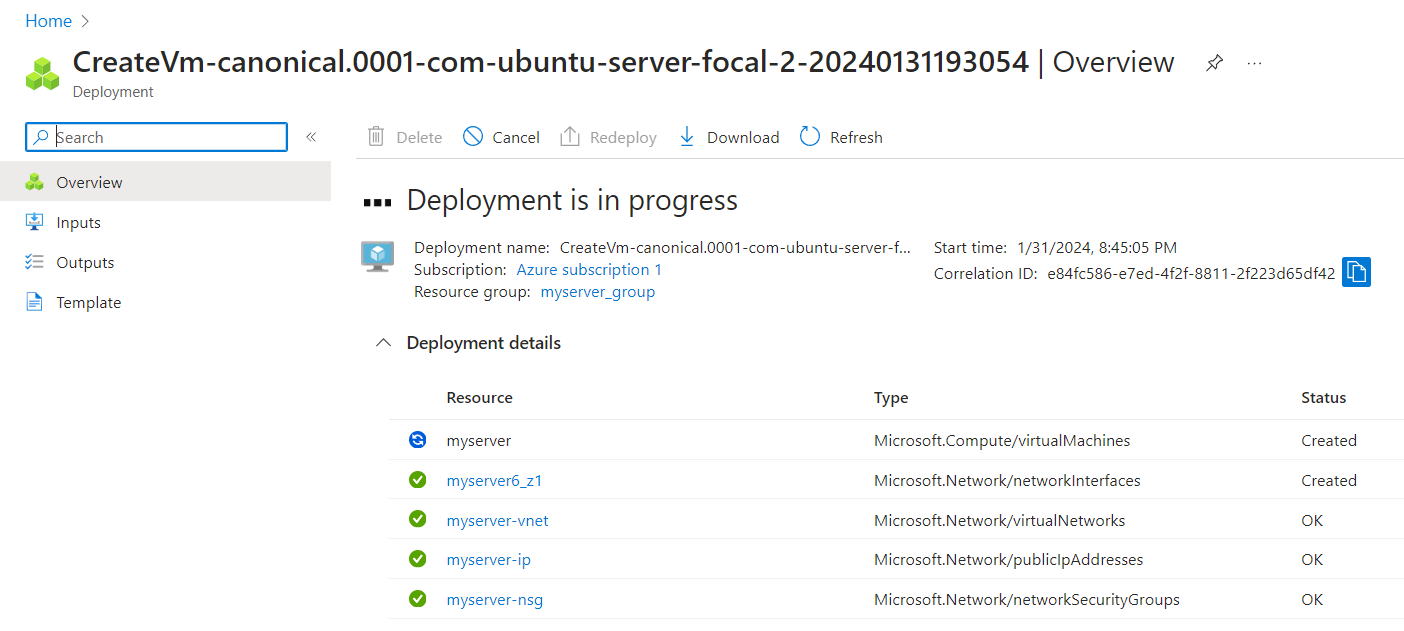 Home
CreateVm-canonical.0001-com-ubuntu-server-focal-2-20240131193054 | Overview
Deployment
Search
Delete Cancel Redeploy Download Refresh
Overview
Inputs
Outputs
Template
Deployment is in progress
Deployment name: CreateVm-canonical.0001-com-ubuntu-server-f...
Subscription: Azure subscription 1
Resource group: myserver_group
Start time: 1/31/2024, 8:45:05 PM
Correlation ID: e84fc586-e7ed-4f2f-8811-2f223d65df42
Deployment details
Resource Type Status
myserver Microsoft.Compute/virtualMachines Created
myserver6_z1 Microsoft.Network/networkInterfaces Created
myserver-vnet Microsoft.Network/virtualNetworks OK
myserver-ip Microsoft.Network/publicIpAddresses OK
myserver-nsg Microsoft.Network/networkSecurityGroups OK